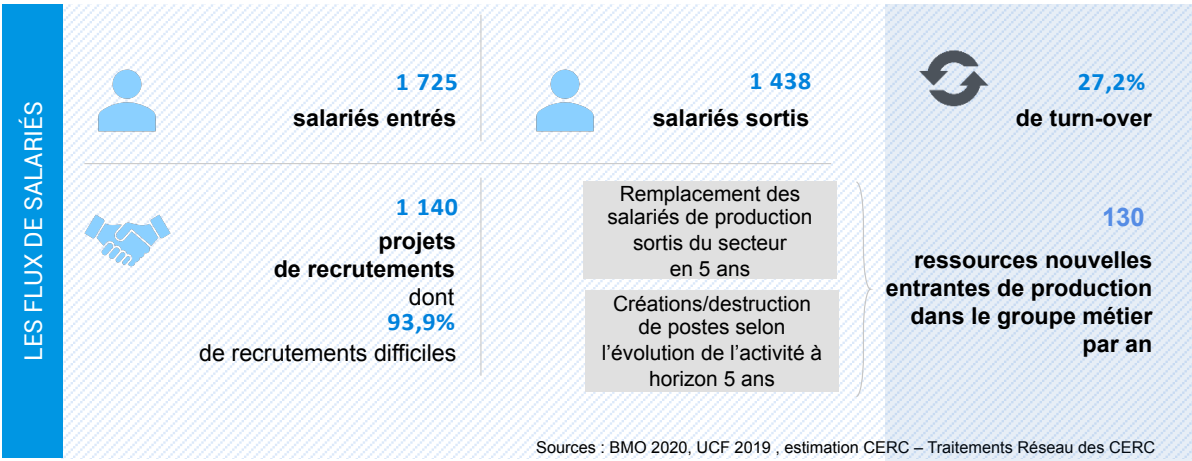 LES FLUX DE SALARIÉS
1 725
salariés entrés
1 438
salariés sortis
27,2%
de turn-over
1 140
projets
de recrutements
dont
93,9%
de recrutements difficiles
Remplacement des
salariés de production
sortis du secteur
en 5 ans
Créations/destruction
de postes selon
l’évolution de l’activité à
horizon 5 ans
130
ressources nouvelles
entrantes de production
dans le groupe métier
par an
Sources : BMO 2020, UCF 2019 , estimation CERC – Traitements Réseau des CERC